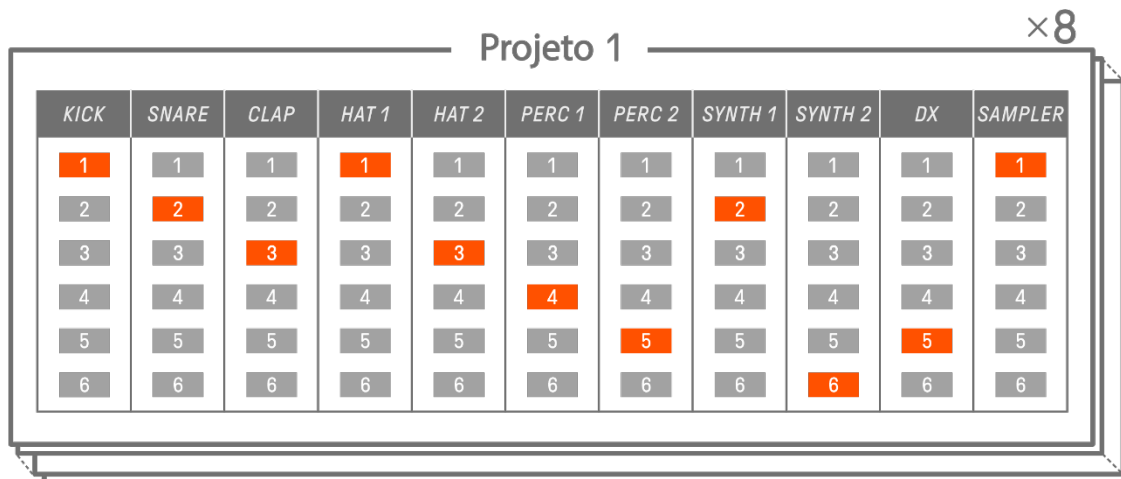 ×8
Projeto 1
KICK SNARE CLAP HAT 1 HAT 2 PERC 1 PERC 2 SYNTH 1 SYNTH 2 DX SAMPLER
1 1 1 1 1 1 1 1 1 1 1
2 2 2 2 2 2 2 2 2 2 2
3 3 3 3 3 3 3 3 3 3 3
4 4 4 4 4 4 4 4 4 4 4
5 5 5 5 5 5 5 5 5 5 5
6 6 6 6 6 6 6 6 6 6 6